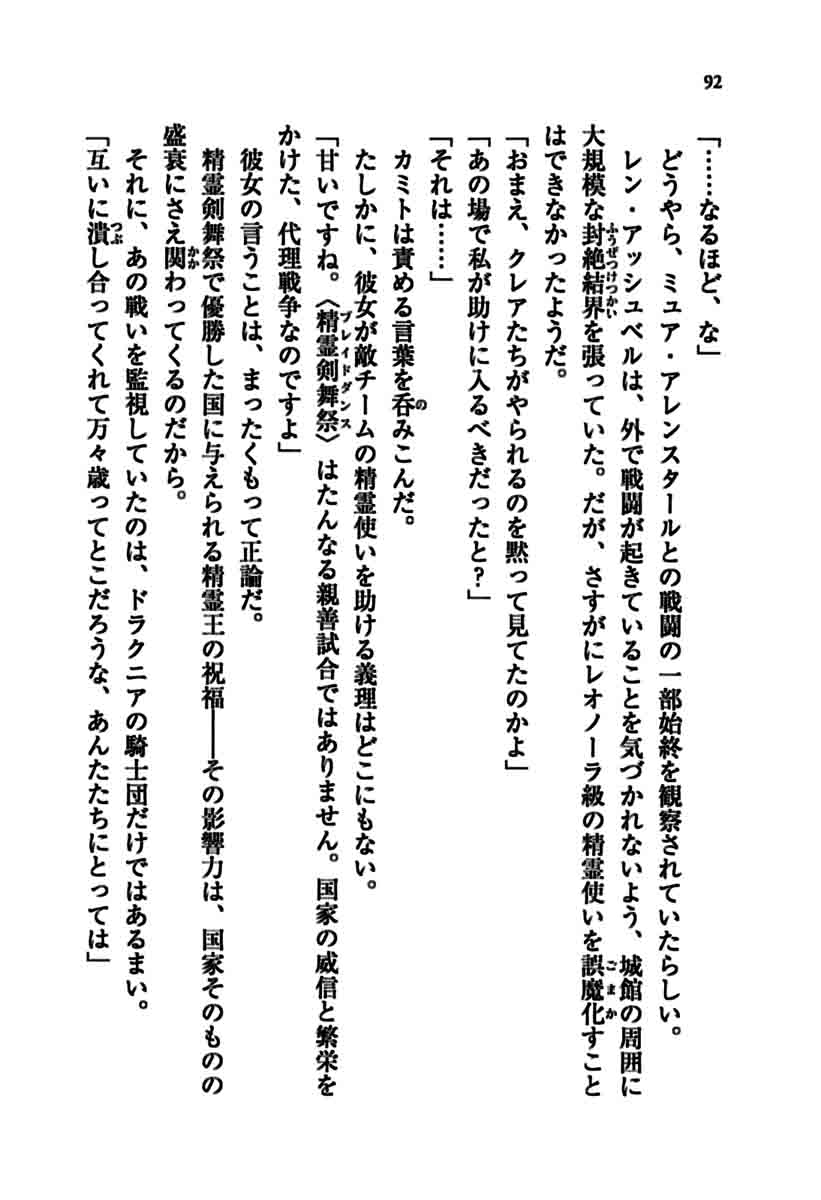 92
「……なるほど、な」
　どうやら、ミュア・アレンスタールとの戦闘の一部始終を観察されていたらしい。
　レン・アッシュベルは、外で戦闘が起きていることを気づかれないよう、城館の周囲に
大規模な封絶結界を張っていた。だが、さすがにレオノーラ級の精霊使いを誤魔化すこと
はできなかったようだ。
「おまえ、クレアたちがやられるのを黙って見てたのかよ」
「あの場で私が助けに入るべきだったと？」
「それは……」
　カミトは責める言葉を呑みこんだ。
　たしかに、彼女が敵チームの精霊使いを助ける義理はどこにもない。
「甘いですね。〈精霊剣舞祭〉はたんなる親善試合ではありません。国家の威信と繁栄を
かけた、代理戦争なのですよ」
　彼女の言うことは、まったくもって正論だ。
　精霊剣舞祭で優勝した国に与えられる精霊王の祝福――その影響力は、国家そのものの
盛衰にさえ関わってくるのだから。
　それに、あの戦いを監視していたのは、ドラクニアの騎士団だけではあるまい。
「互いに潰し合ってくれて万々歳ってとこだろうな、あんたたちにとっては」